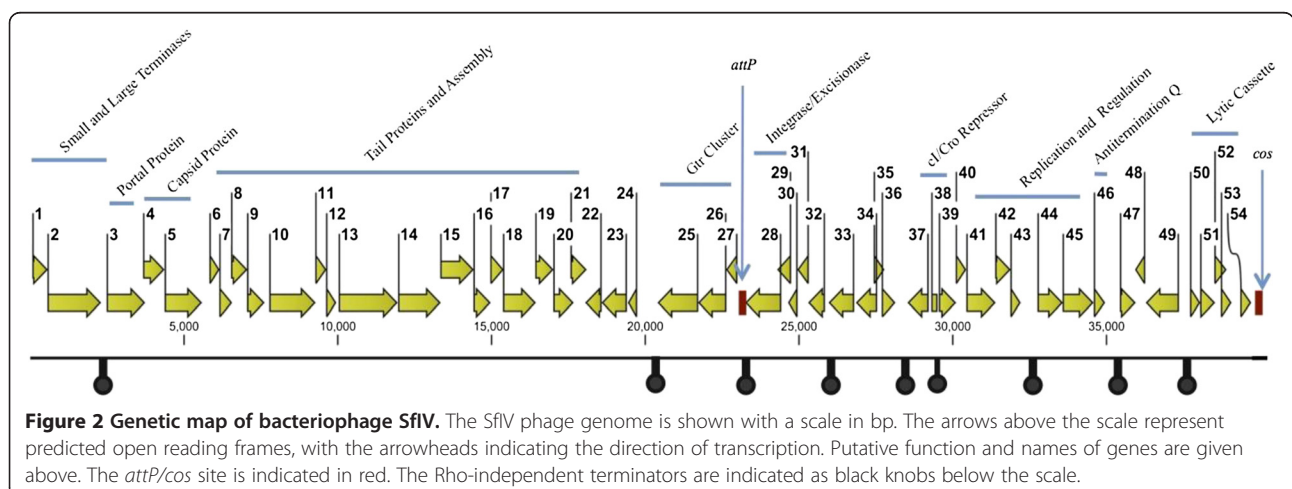 Small and Large Terminases
Portal Protein
Capsid Protein
Tail Proteins and Assembly
Gtr Cluster
attP
Integrase/Excisionase
cI/Cro Repressor
Replication and Regulation
Antitermination Q
Lytic Cassette
cos
1 2 3 4 5 6 7 8 9 10 11 12 13 14 15 16 17 18 19 20 21 22 23 24 25 26 27 28 29 30 31 32 33 34 35 36 37 38 39 40 41 42 43 44 45 46 47 48 49 50 51 52 53 54
5,000 10,000 15,000 20,000 25,000 30,000 35,000
Figure 2 Genetic map of bacteriophage SfIV. The SfIV phage genome is shown with a scale in bp. The arrows above the scale represent
predicted open reading frames, with the arrowheads indicating the direction of transcription. Putative function and names of genes are given
above. The attP/cos site is indicated in red. The Rho-independent terminators are indicated as black knobs below the scale.